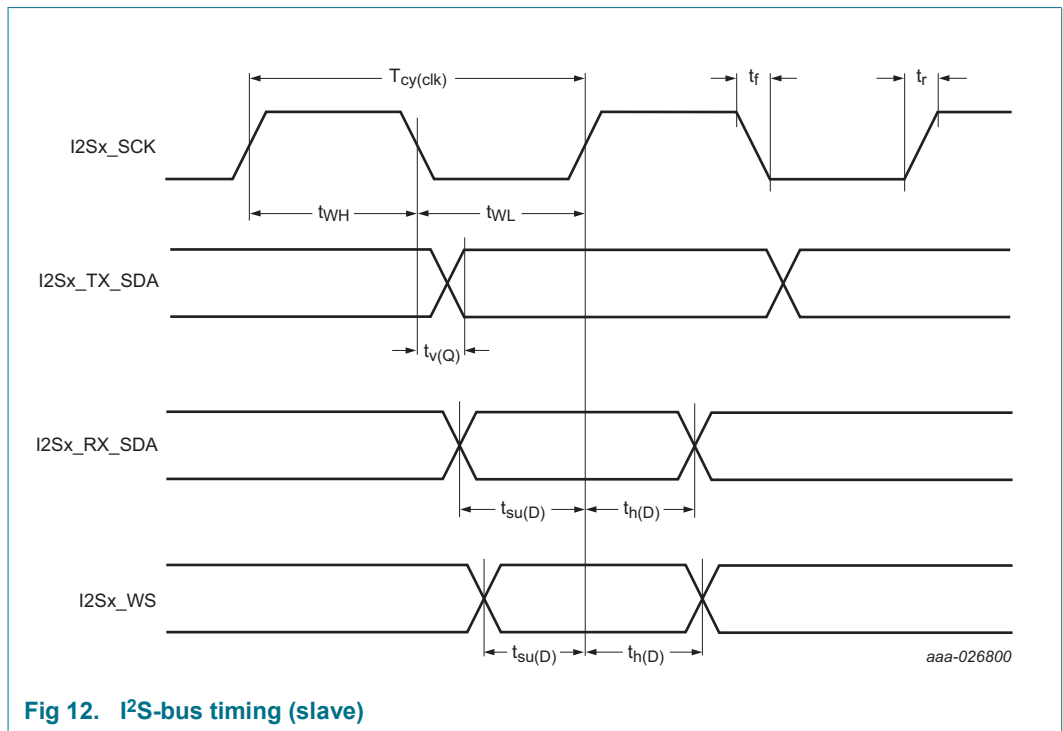 Tcy(clk)
tf
tr
I2Sx_SCK
tWH
tWL
I2Sx_TX_SDA
tv(Q)
I2Sx_RX_SDA
tsu(D)
th(D)
I2Sx_WS
tsu(D)
th(D)
aaa-026800
Fig 12. I²S-bus timing (slave)